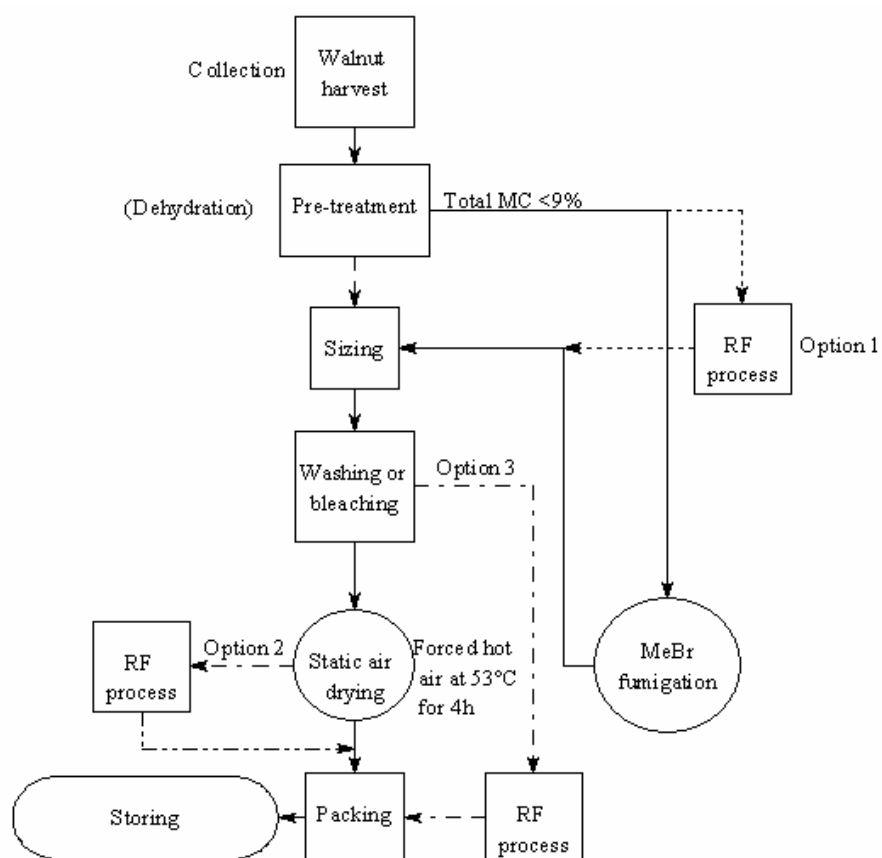 Collection
Walnut
harvest
(Dehydration)
Pre-treatment
Total MC <9%
Sizing
RF
process
Option 1
Washing or
bleaching
Option 3
RF
process
Option 2
Static air
drying
Forced hot
air at 53°C
for 4h
MeBr
fumigation
Storing
Packing
RF
process